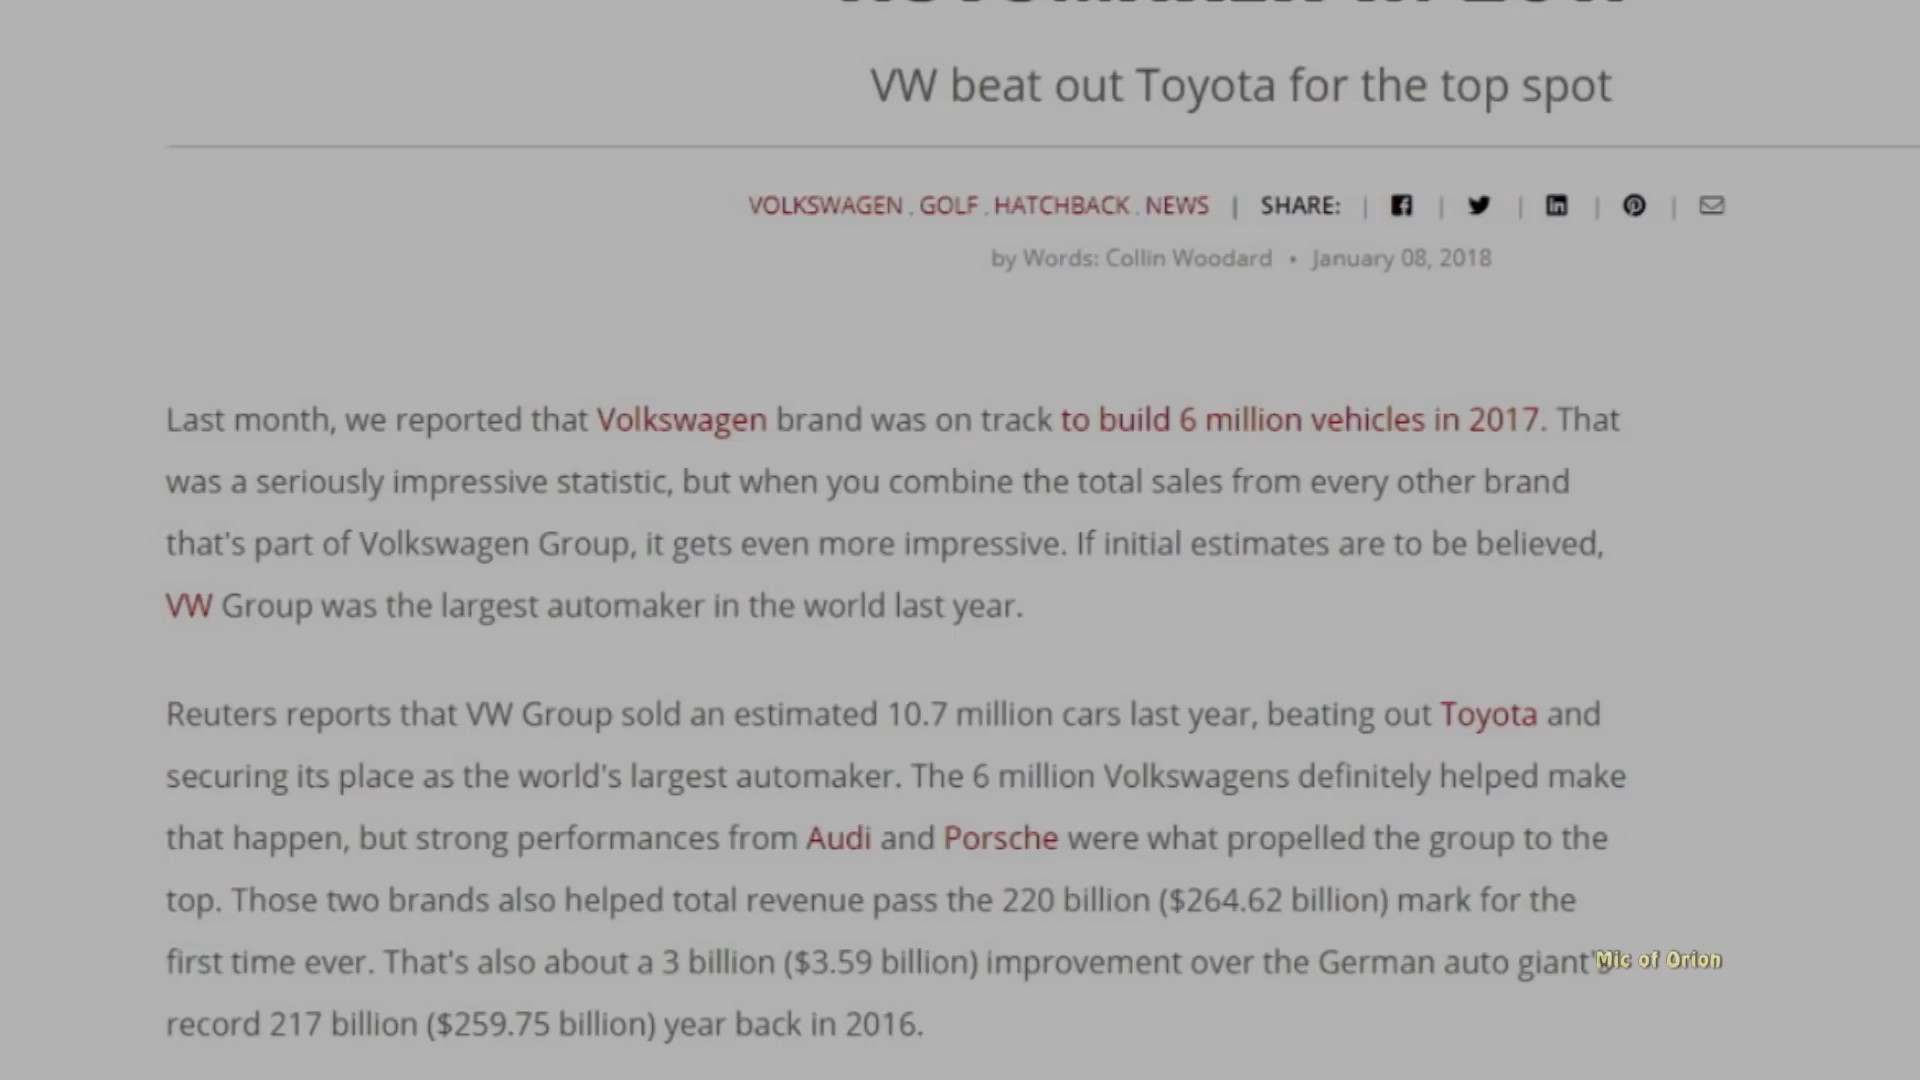 VW beat out Toyota for the top spot
VOLKSWAGEN . GOLF . HATCHBACK . NEWS | SHARE: | | | | |
by Words: Collin Woodard • January 08, 2018
Last month, we reported that Volkswagen brand was on track to build 6 million vehicles in 2017. That
was a seriously impressive statistic, but when you combine the total sales from every other brand
that's part of Volkswagen Group, it gets even more impressive. If initial estimates are to be believed,
VW Group was the largest automaker in the world last year.
Reuters reports that VW Group sold an estimated 10.7 million cars last year, beating out Toyota and
securing its place as the world's largest automaker. The 6 million Volkswagens definitely helped make
that happen, but strong performances from Audi and Porsche were what propelled the group to the
top. Those two brands also helped total revenue pass the 220 billion ($264.62 billion) mark for the
first time ever. That's also about a 3 billion ($3.59 billion) improvement over the German auto giant's
Mic of Orion
record 217 billion ($259.75 billion) year back in 2016.